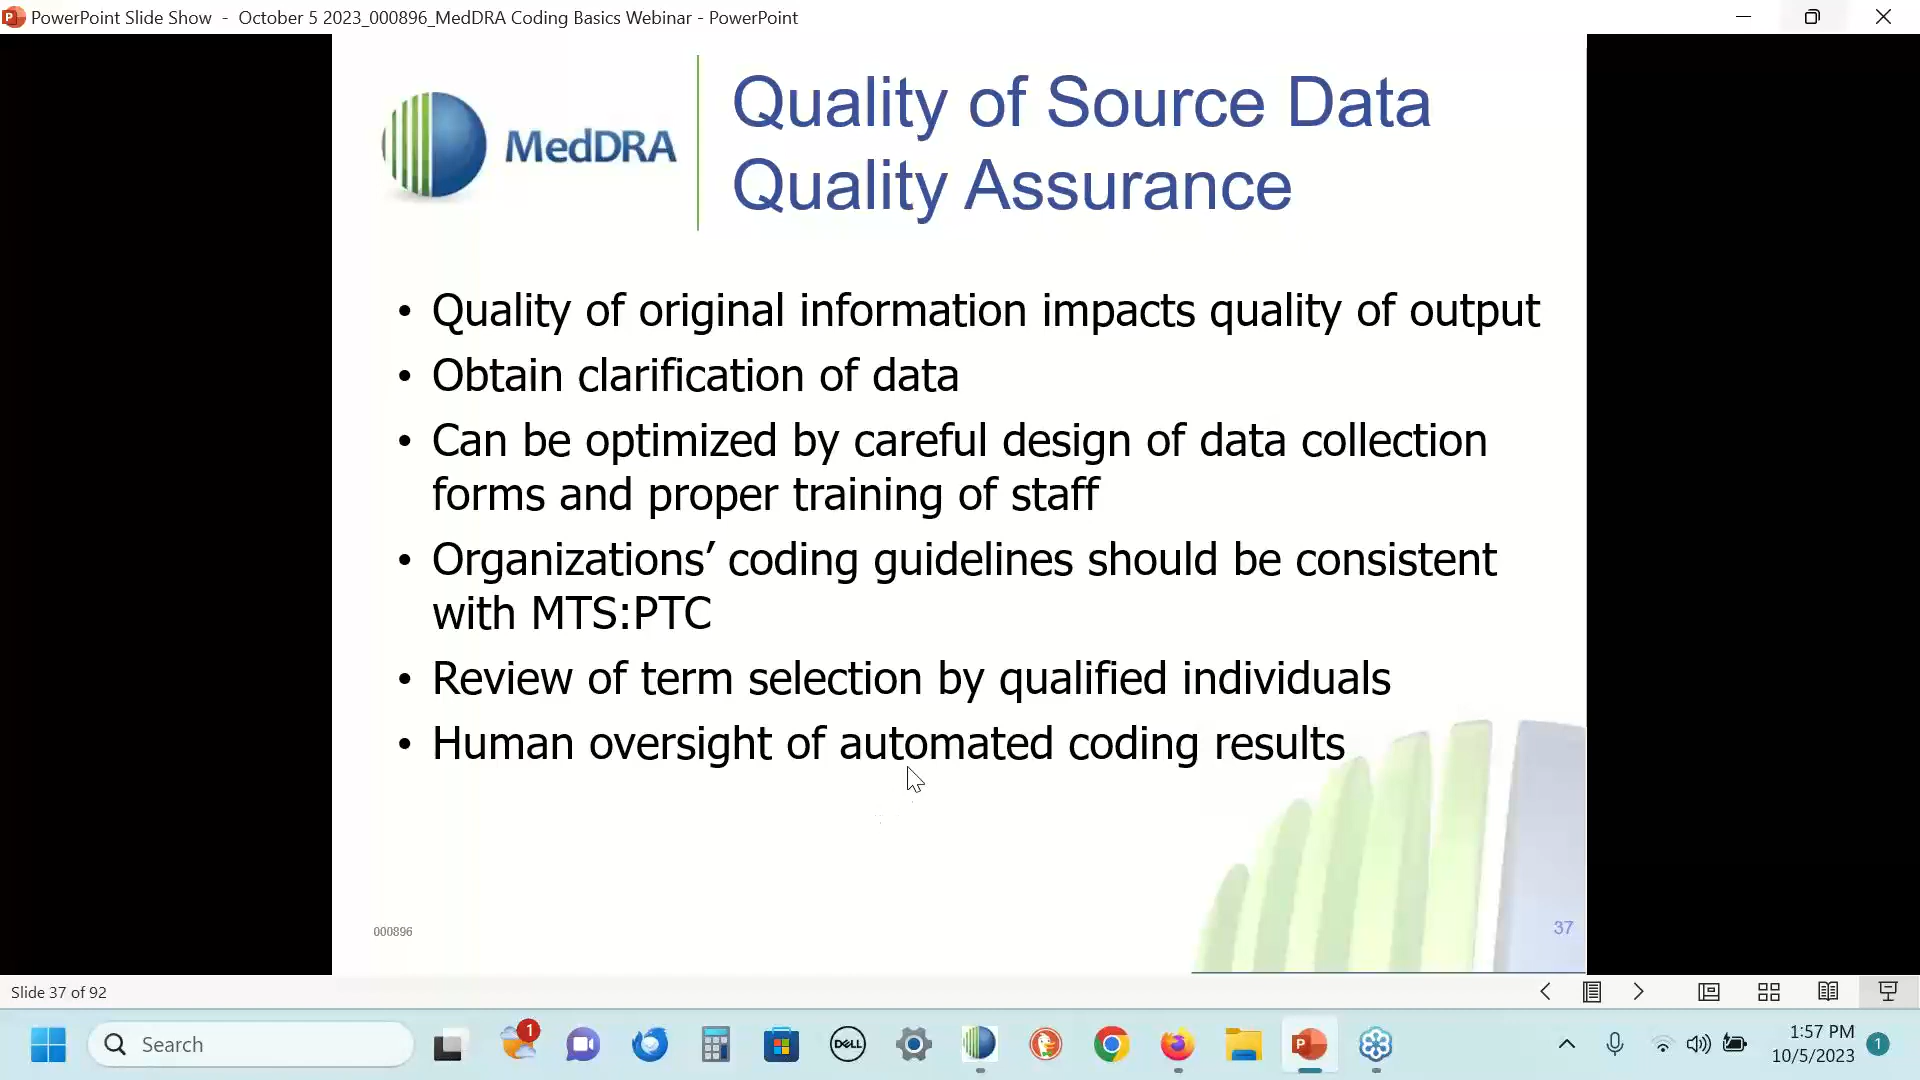 PowerPoint Slide Show - October 5 2023_000896_MedDRA Coding Basics Webinar - PowerPoint
MedDRA
Quality of Source Data
Quality Assurance
• Quality of original information impacts quality of output
• Obtain clarification of data
• Can be optimized by careful design of data collection
forms and proper training of staff
• Organizations’ coding guidelines should be consistent
with MTS:PTC
• Review of term selection by qualified individuals
• Human oversight of automated coding results
000896
37
Slide 37 of 92
Search
1
DELL
1:57 PM
10/5/2023
1